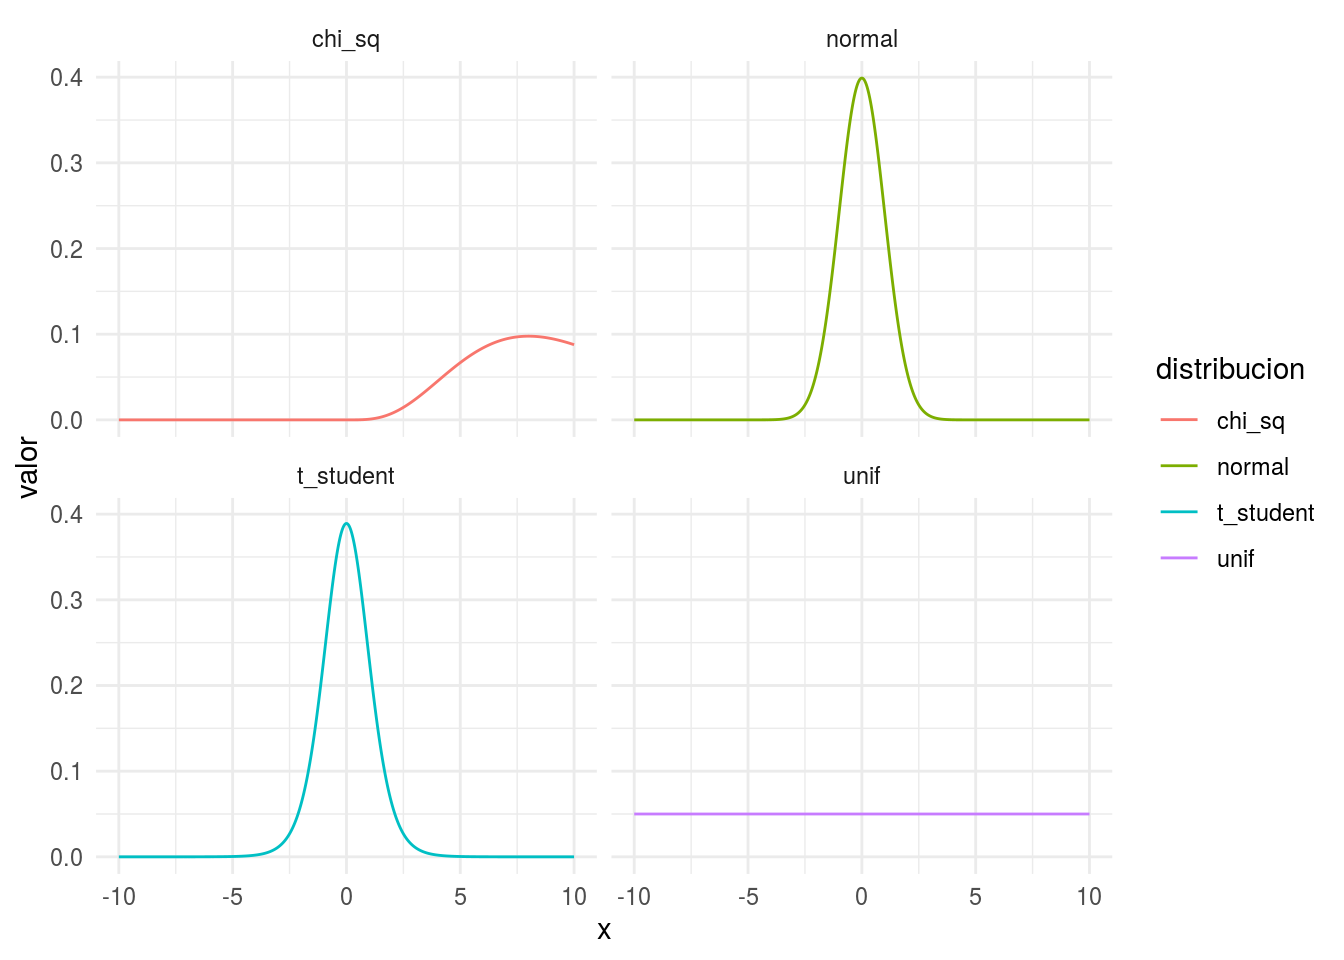 chi_sq
normal
0.4
0.3
0.2
0.1
0.0
t_student
unif
0.4
0.3
0.2
0.1
0.0
-10 -5 0 5 10
-10 -5 0 5 10
x
valor
distribucion
chi_sq
normal
t_student
unif